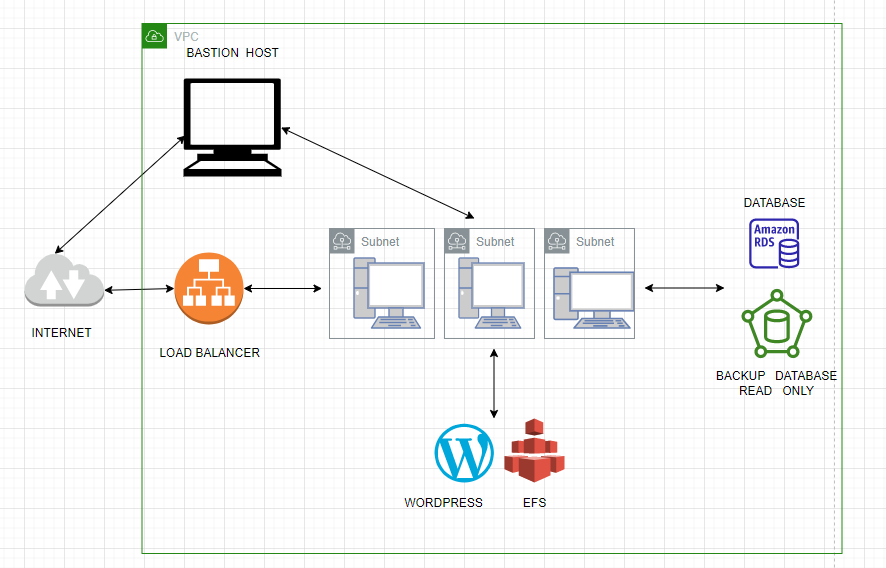 VPC
BASTION HOST
DATABASE
Amazon
RDS
Subnet
Subnet
Subnet
INTERNET
LOAD BALANCER
BACKUP DATABASE
READ ONLY
W
WORDPRESS
EFS